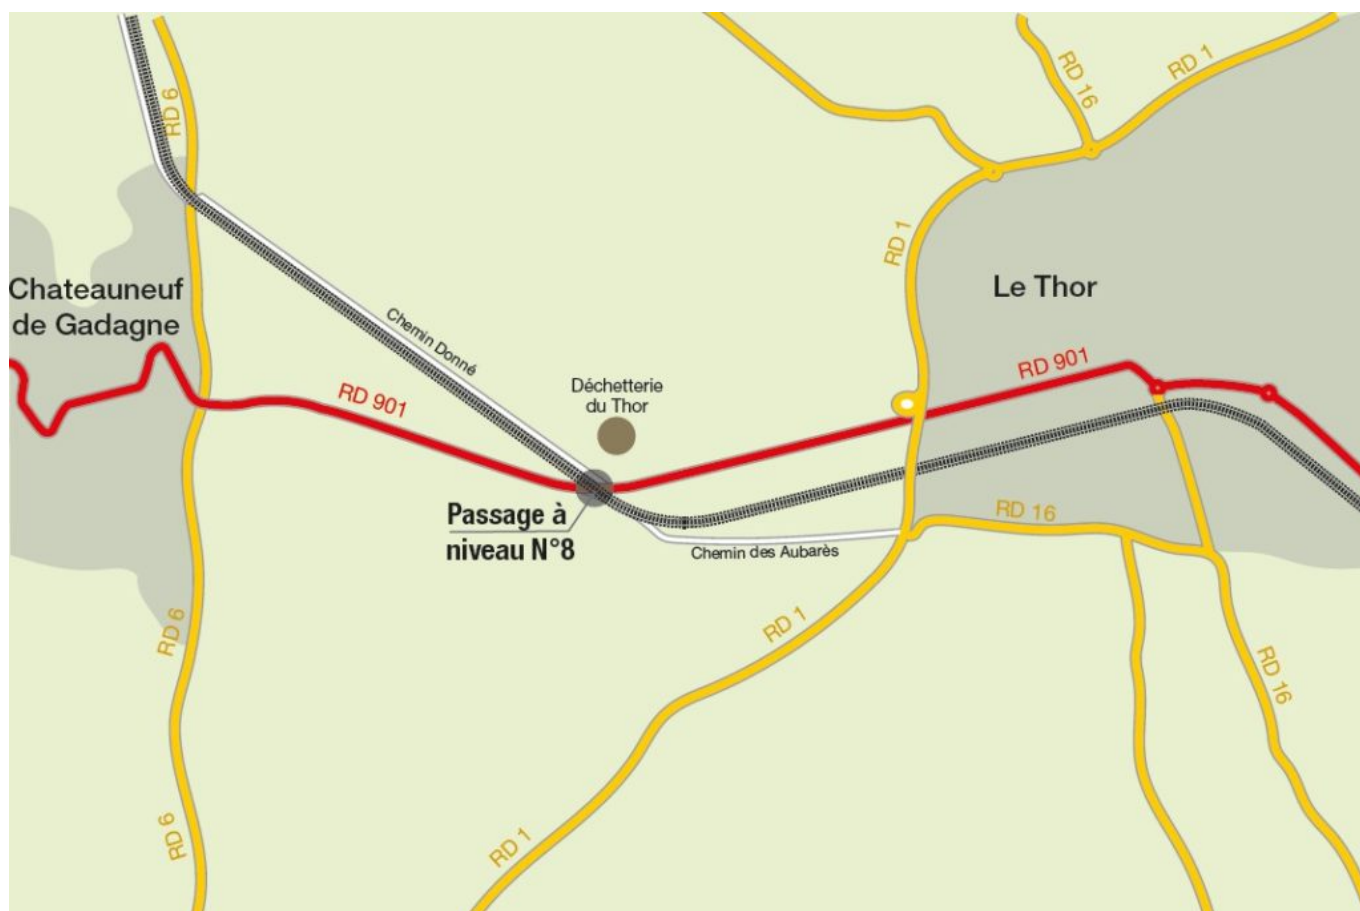 RD 6
RD 16
RD 1
RD 1
Chateauneuf
de Gadagne
Le Thor
Chemin Donné
RD 901
RD 901
Déchetterie
du Thor
Passage à
niveau N°8
RD 16
Chemin des Aubarès
RD 6
RD 1
RD 16
RD 6
RD 1